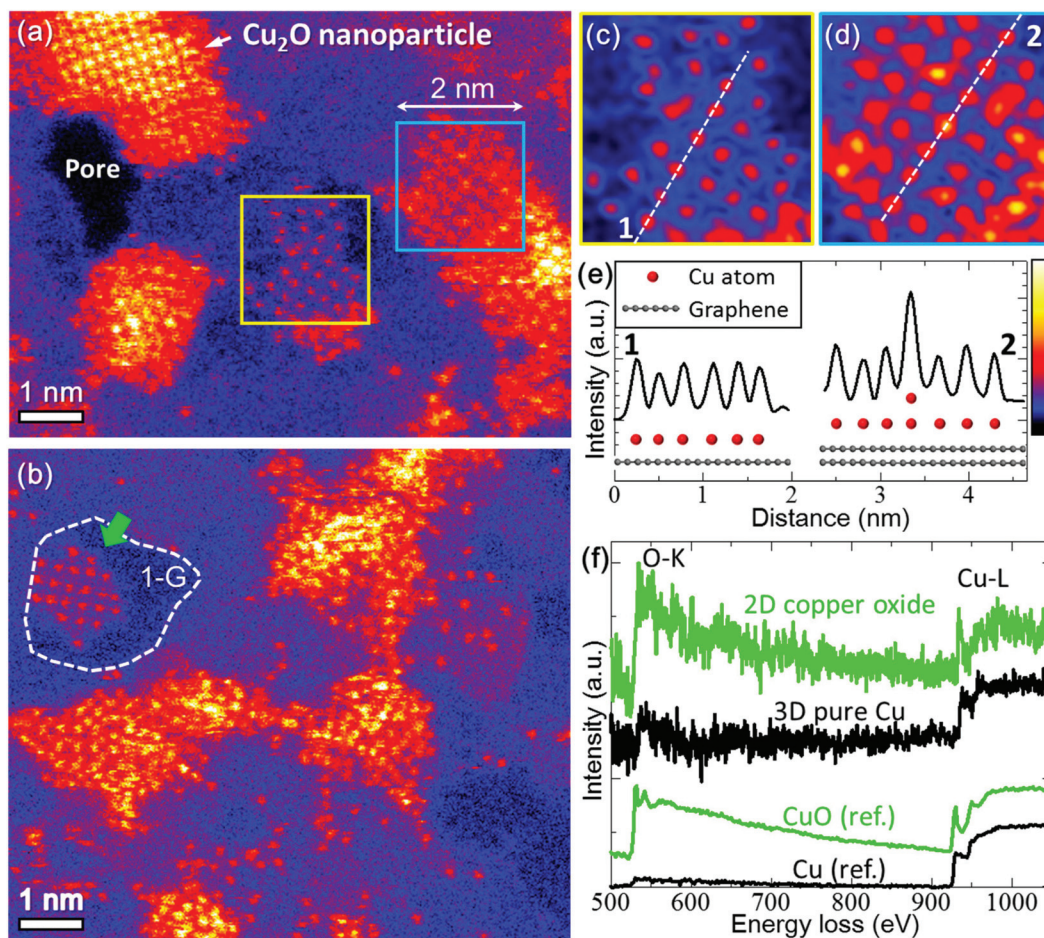 (a)
Cu₂O nanoparticle
2 nm
Pore
1 nm
(b)
1-G
1 nm
(c)
1
(d)
2
(e)
Cu atom
Graphene
1
2
Intensity (a.u.)
0 1 2 3 4
Distance (nm)
(f)
O-K
Cu-L
2D copper oxide
3D pure Cu
CuO (ref.)
Cu (ref.)
Intensity (a.u.)
500 600 700 800 900 1000
Energy loss (eV)